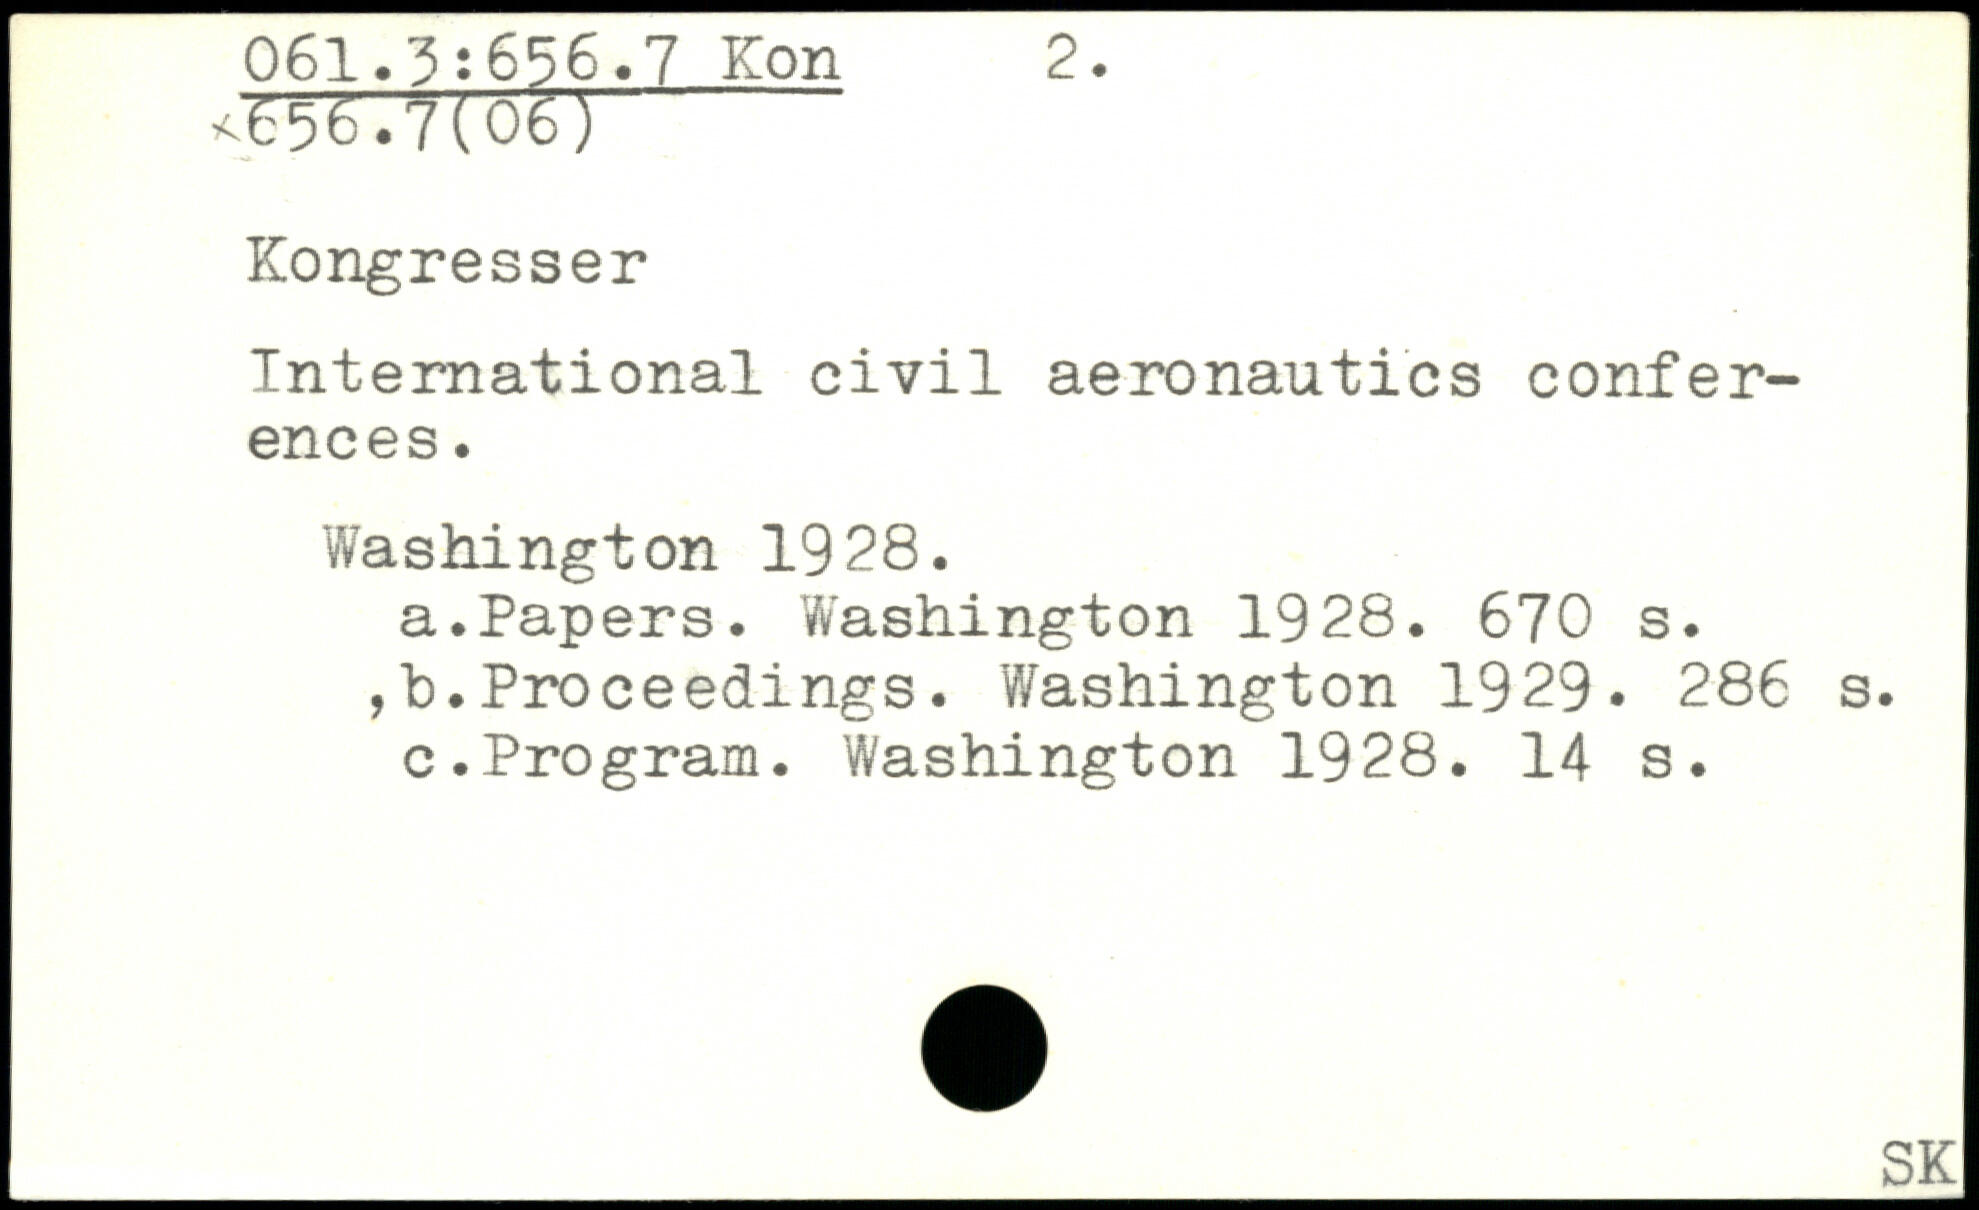 061.3:656.7 Kon 2.
x656.7(06)
Kongresser
International civil aeronautics confer-
ences.
Washington 1928.
a.Papers. Washington 1928. 670 s.
,b.Proceedings. Washington 1929. 286 s.
c.Program. Washington 1928. 14 s.
SK